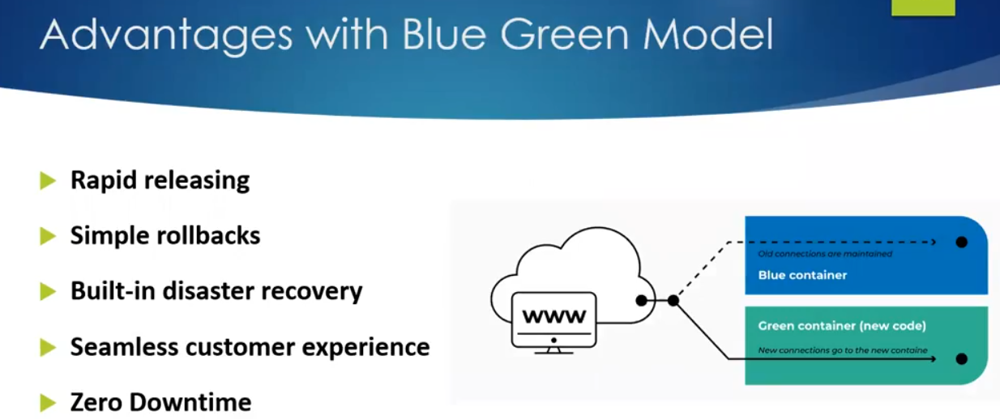 Advantages with Blue Green Model
Rapid releasing
Simple rollbacks
Built-in disaster recovery
Seamless customer experience
Zero Downtime
www
Old connections are maintained
Blue container
Green container (new code)
New connections go to the new containe